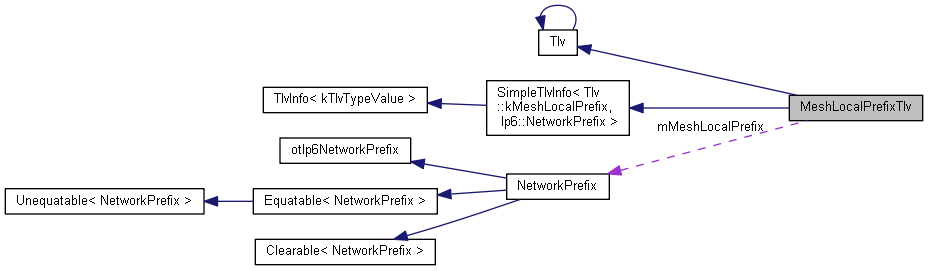 Tlv
TlvInfo< kTlvTypeValue >
SimpleTlvInfo< Tlv
::kMeshLocalPrefix,
Ip6::NetworkPrefix >
MeshLocalPrefixTlv
mMeshLocalPrefix
otIp6NetworkPrefix
NetworkPrefix
Unequatable< NetworkPrefix >
Equatable< NetworkPrefix >
Clearable< NetworkPrefix >